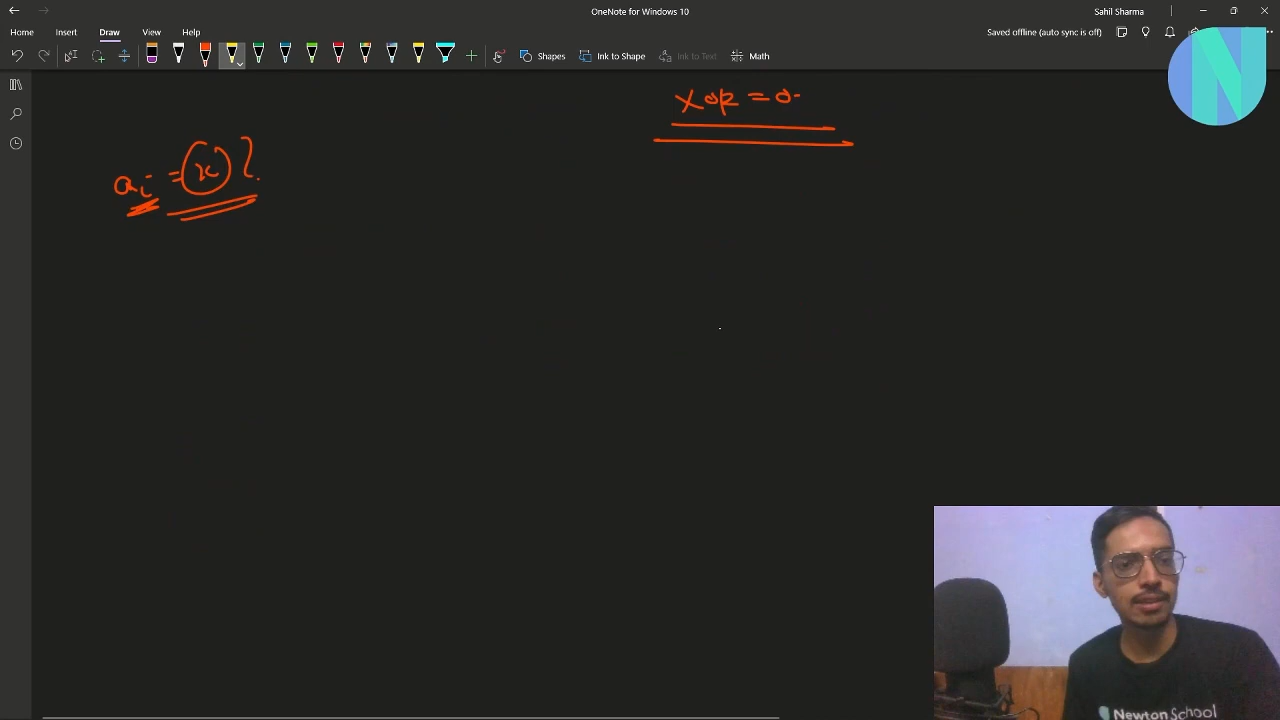 OneNote for Windows 10
Sahil Sharma
Home Insert Draw View Help
Saved offline (auto sync is off)
Shapes Ink to Shape Ink to Text Math
XOR = 0
ai = x ?
N
Newton School